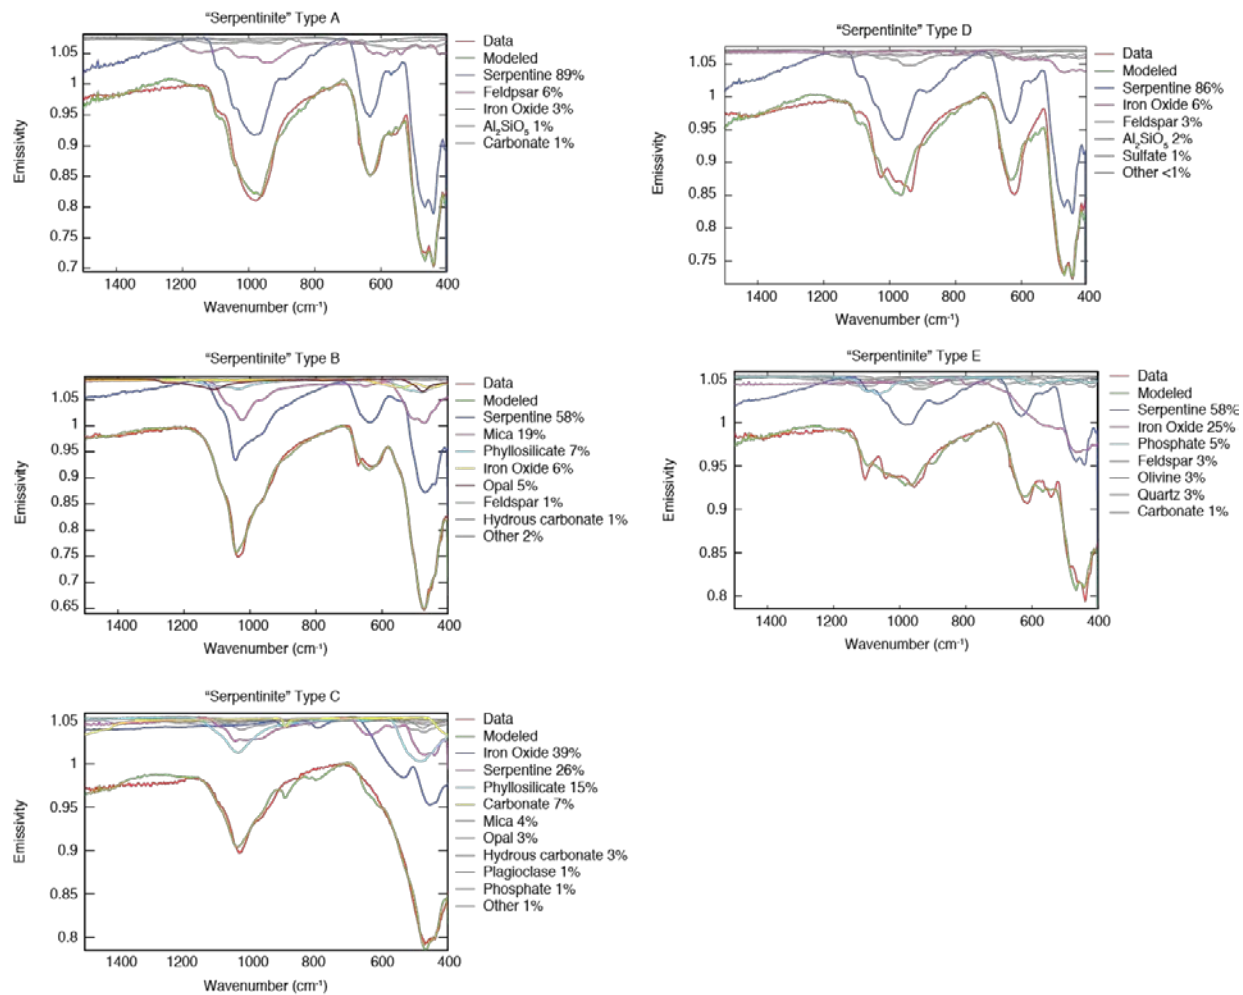 "Serpentinite" Type A
Emissivity
1.05
1
0.95
0.9
0.85
0.8
0.75
0.7
1400 1200 1000 800 600 400
Wavenumber (cm⁻¹)
Data
Modeled
Serpentine 89%
Feldpsar 6%
Iron Oxide 3%
Al₂SiO₅ 1%
Carbonate 1%
"Serpentinite" Type D
Emissivity
1.05
1
0.95
0.9
0.85
0.8
0.75
1400 1200 1000 800 600 400
Wavenumber (cm⁻¹)
Data
Modeled
Serpentine 86%
Iron Oxide 6%
Feldspar 3%
Al₂SiO₅ 2%
Sulfate 1%
Other <1%
"Serpentinite" Type B
Emissivity
1.05
1
0.95
0.9
0.85
0.8
0.75
0.7
0.65
1400 1200 1000 800 600 400
Wavenumber (cm⁻¹)
Data
Modeled
Serpentine 58%
Mica 19%
Phyllosilicate 7%
Iron Oxide 6%
Opal 5%
Feldspar 1%
Hydrous carbonate 1%
Other 2%
"Serpentinite" Type E
Emissivity
1.05
1
0.95
0.9
0.85
0.8
1400 1200 1000 800 600 400
Wavenumber (cm⁻¹)
Data
Modeled
Serpentine 58%
Iron Oxide 25%
Phosphate 5%
Feldspar 3%
Olivine 3%
Quartz 3%
Carbonate 1%
"Serpentinite" Type C
Emissivity
1.05
1
0.95
0.9
0.85
0.8
1400 1200 1000 800 600 400
Wavenumber (cm⁻¹)
Data
Modeled
Iron Oxide 39%
Serpentine 26%
Phyllosilicate 15%
Carbonate 7%
Mica 4%
Opal 3%
Hydrous carbonate 3%
Plagioclase 1%
Phosphate 1%
Other 1%